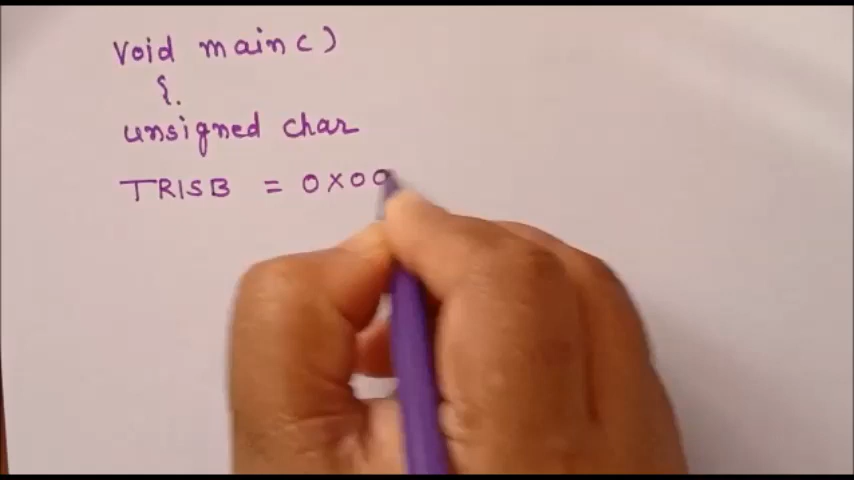 void main()
{
unsigned char
TRISB = 0X00